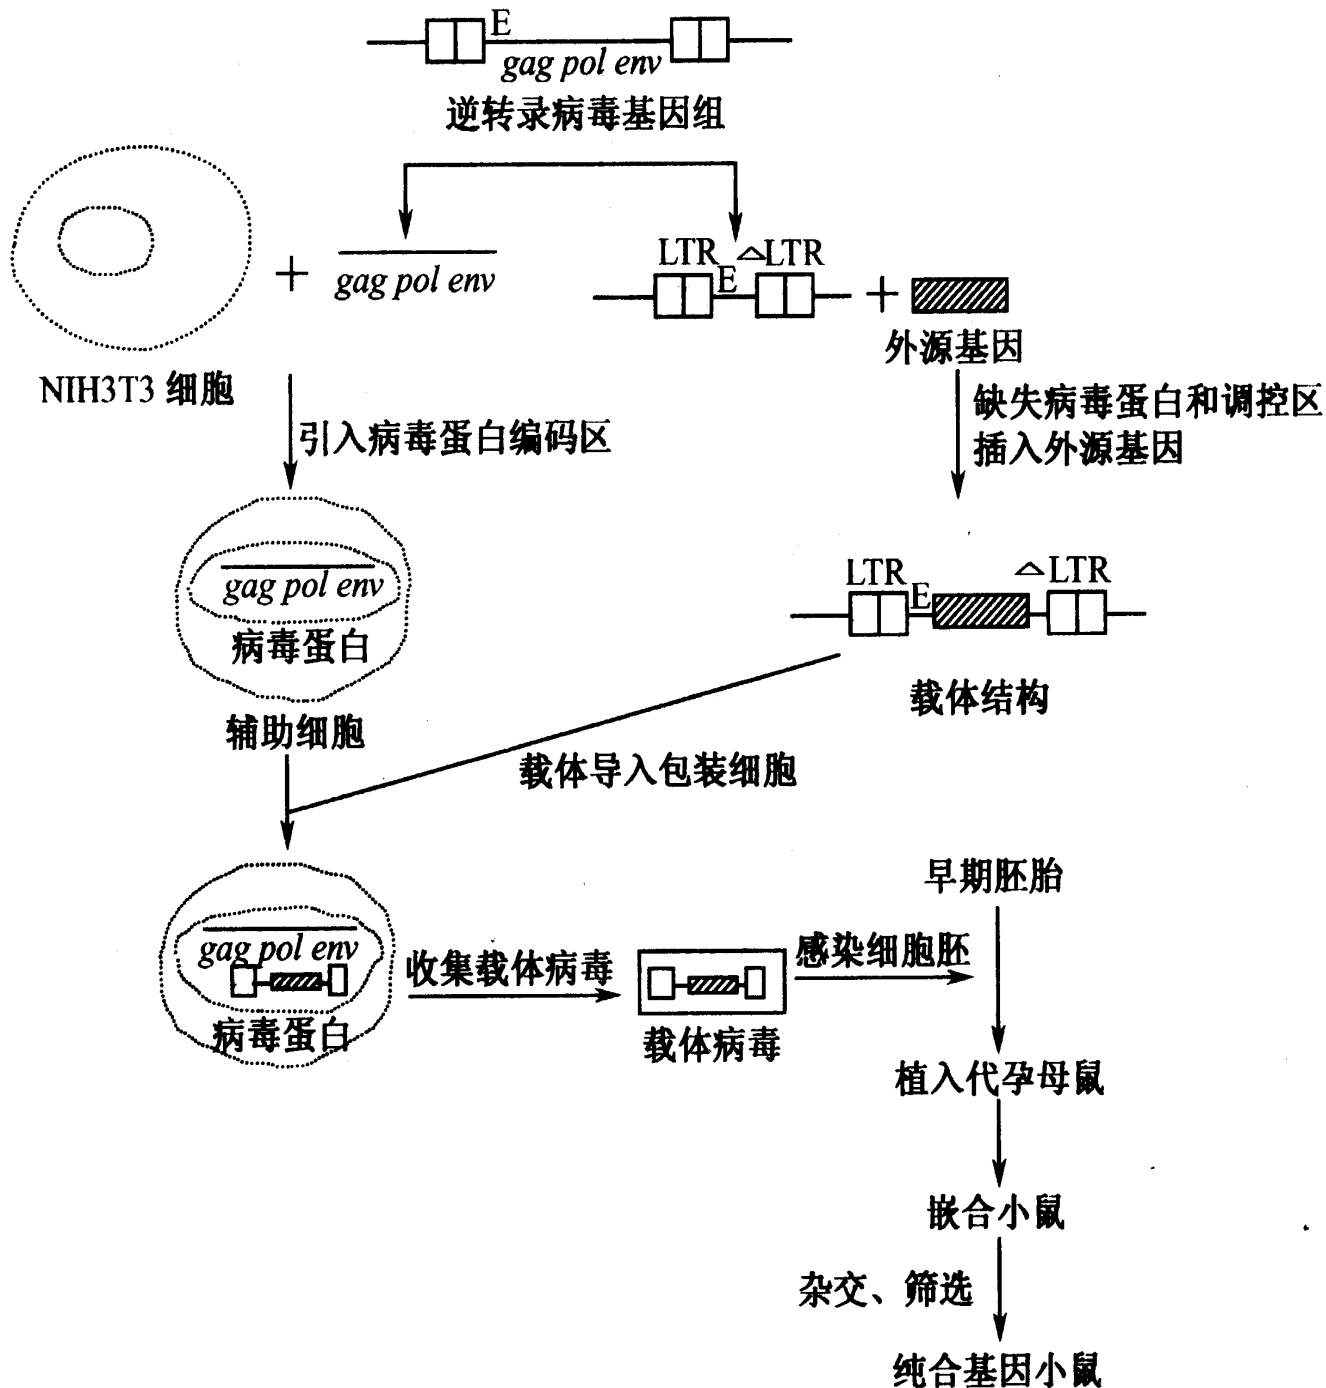 E
gag pol env
逆转录病毒基因组
LTR △LTR
E
+ gag pol env
+
外源基因
NIH3T3 细胞
缺失病毒蛋白和调控区
插入外源基因
引入病毒蛋白编码区
gag pol env
病毒蛋白
辅助细胞
LTR △LTR
E
载体结构
载体导入包装细胞
gag pol env
病毒蛋白
收集载体病毒
载体病毒
感染细胞胚
早期胚胎
植入代孕母鼠
嵌合小鼠
杂交、筛选
纯合基因小鼠